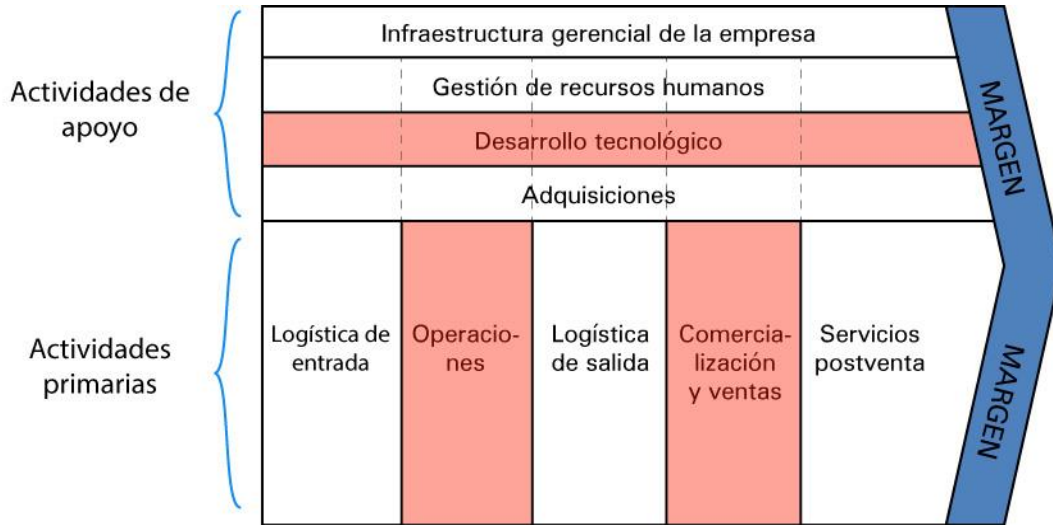 Actividades de
apoyo
Infraestructura gerencial de la empresa
Gestión de recursos humanos
Desarrollo tecnológico
Adquisiciones
MARGEN
Actividades
primarias
Logística de
entrada
Operacio-
nes
Logística
de salida
Comercia-
lización
y ventas
Servicios
postventa
MARGEN